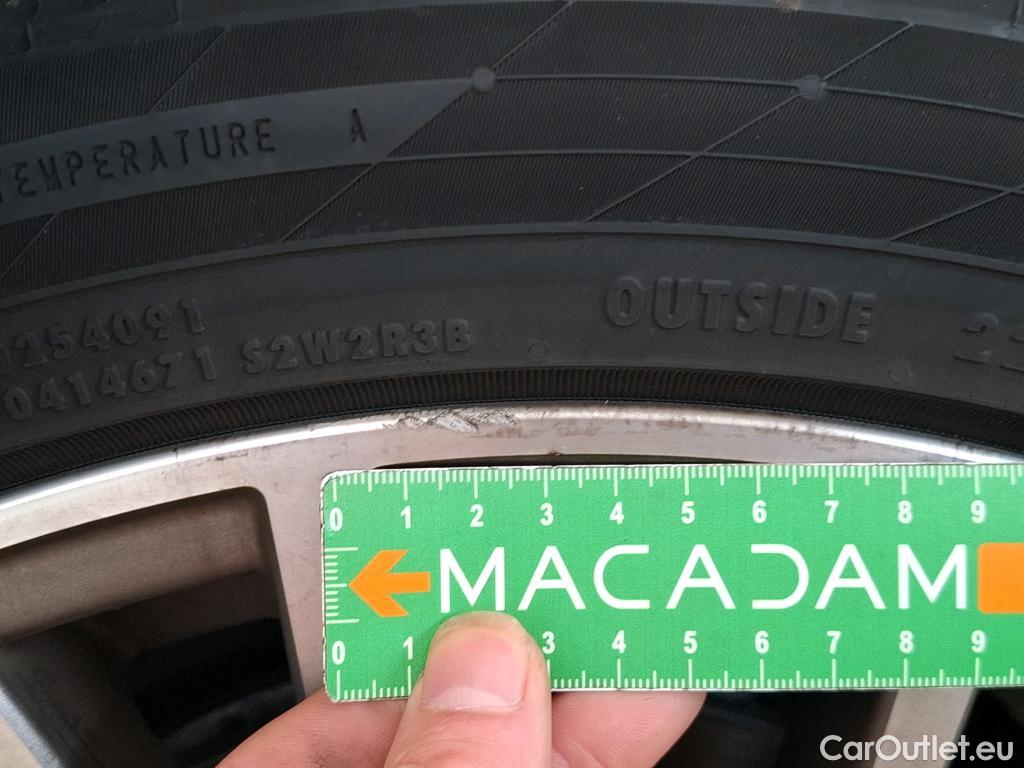 TEMPERATURE A
254091
0414671 S2W2R3B
OUTSIDE
0 1 2 3 4 5 6 7 8 9
MACADAM
0 1 3 4 5 6 7 8 9
CarOutlet.eu